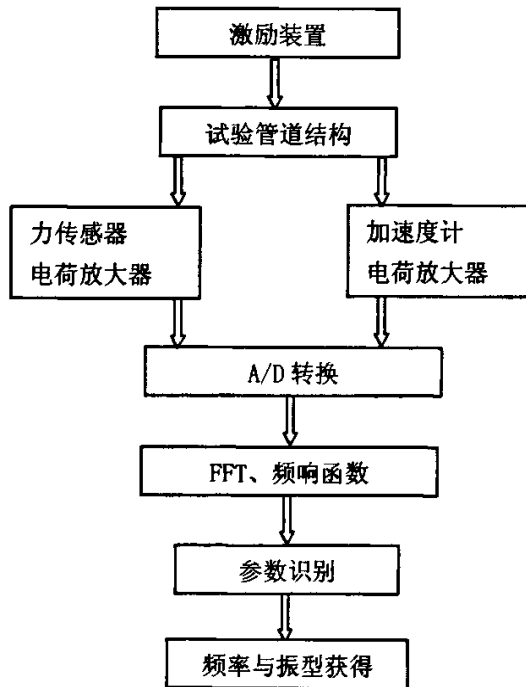 激励装置
试验管道结构
力传感器
电荷放大器
加速度计
电荷放大器
A/D 转换
FFT、频响函数
参数识别
频率与振型获得